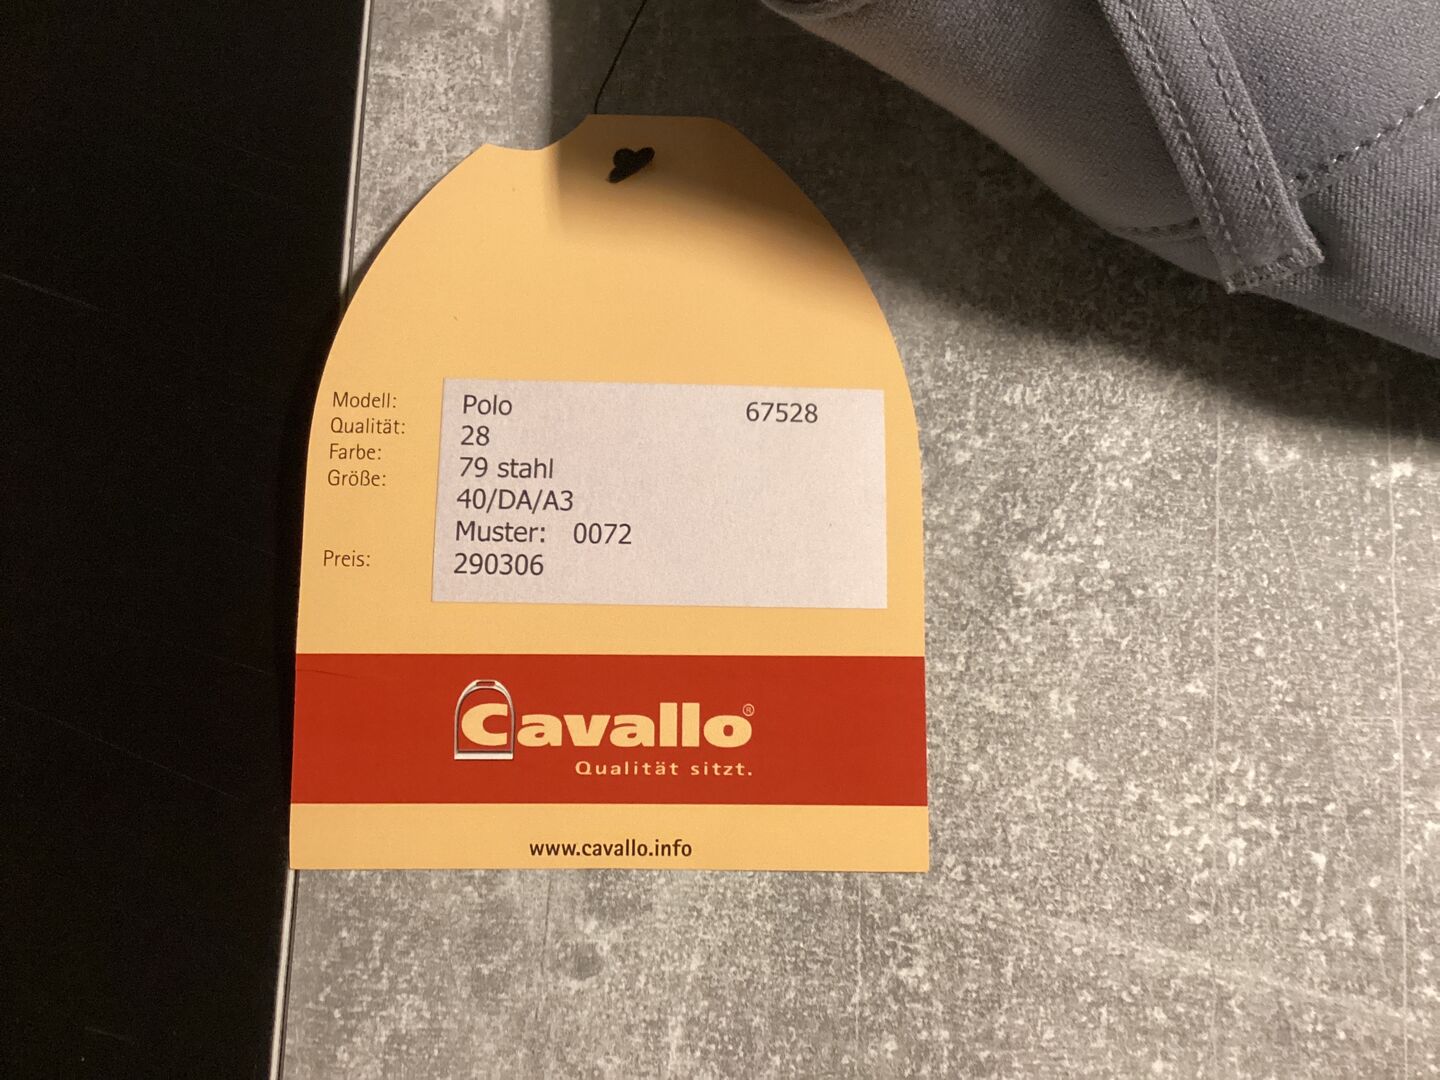 Modell: Polo 67528
Qualität: 28
Farbe: 79 stahl
Größe: 40/DA/A3
Muster: 0072
Preis: 290306
Cavallo®
Qualität sitzt.
www.cavallo.info